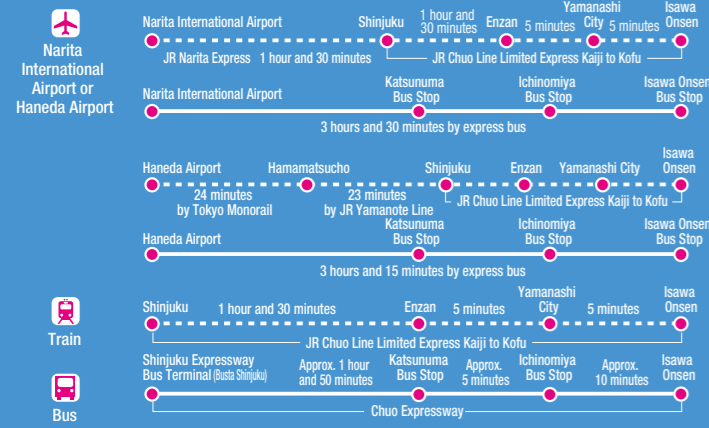 Narita
International
Airport or
Haneda Airport
Narita International Airport
Shinjuku
1 hour and
30 minutes
Enzan
5 minutes
Yamanashi
City
5 minutes
Isawa
Onsen
JR Narita Express 1 hour and 30 minutes
JR Chuo Line Limited Express Kaiji to Kofu
Narita International Airport
Katsunuma
Bus Stop
Ichinomiya
Bus Stop
Isawa Onsen
Bus Stop
3 hours and 30 minutes by express bus
Haneda Airport
Hamamatsucho
Shinjuku
Enzan
Yamanashi City
Isawa
Onsen
24 minutes
by Tokyo Monorail
23 minutes
by JR Yamanote Line
JR Chuo Line Limited Express Kaiji to Kofu
Haneda Airport
Katsunuma
Bus Stop
Ichinomiya
Bus Stop
Isawa Onsen
Bus Stop
3 hours and 15 minutes by express bus
Train
Shinjuku
1 hour and 30 minutes
Enzan
5 minutes
Yamanashi
City
5 minutes
Isawa
Onsen
JR Chuo Line Limited Express Kaiji to Kofu
Bus
Shinjuku Expressway
Bus Terminal (Busta Shinjuku)
Approx. 1 hour
and 50 minutes
Katsunuma
Bus Stop
Approx.
5 minutes
Ichinomiya
Bus Stop
Approx.
10 minutes
Isawa
Onsen
Chuo Expressway